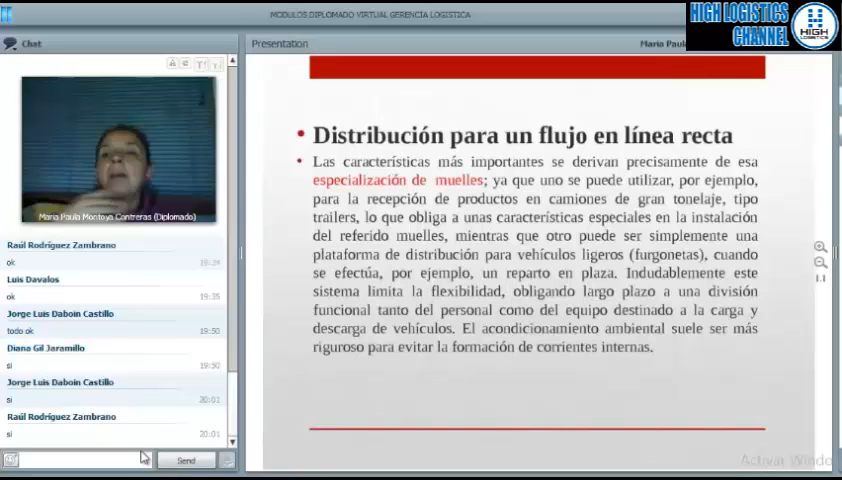 MODULOS DIPLOMADO VIRTUAL GERENCIA LOGISTICA
HIGH LOGISTICS
CHANNEL
HIGH
LOGISTICS
Chat
Presentation
Maria Paula
Maria Paula Montoya Contreras (Diplomado)
Raúl Rodríguez Zambrano
ok 19:34
Luis Davalos
ok 19:35
Jorge Luis Daboin Castillo
todo ok 19:50
Diana Gil Jaramillo
si 19:50
Jorge Luis Daboin Castillo
si 20:01
Raúl Rodríguez Zambrano
si 20:01
Send
• Distribución para un flujo en línea recta
• Las características más importantes se derivan precisamente de esa
especialización de muelles; ya que uno se puede utilizar, por ejemplo,
para la recepción de productos en camiones de gran tonelaje, tipo
trailers, lo que obliga a unas características especiales en la instalación
del referido muelles, mientras que otro puede ser simplemente una
plataforma de distribución para vehículos ligeros (furgonetas), cuando
se efectúa, por ejemplo, un reparto en plaza. Indudablemente este
sistema limita la flexibilidad, obligando largo plazo a una división
funcional tanto del personal como del equipo destinado a la carga y
descarga de vehículos. El acondicionamiento ambiental suele ser más
riguroso para evitar la formación de corrientes internas.
1:1
Activar Windo